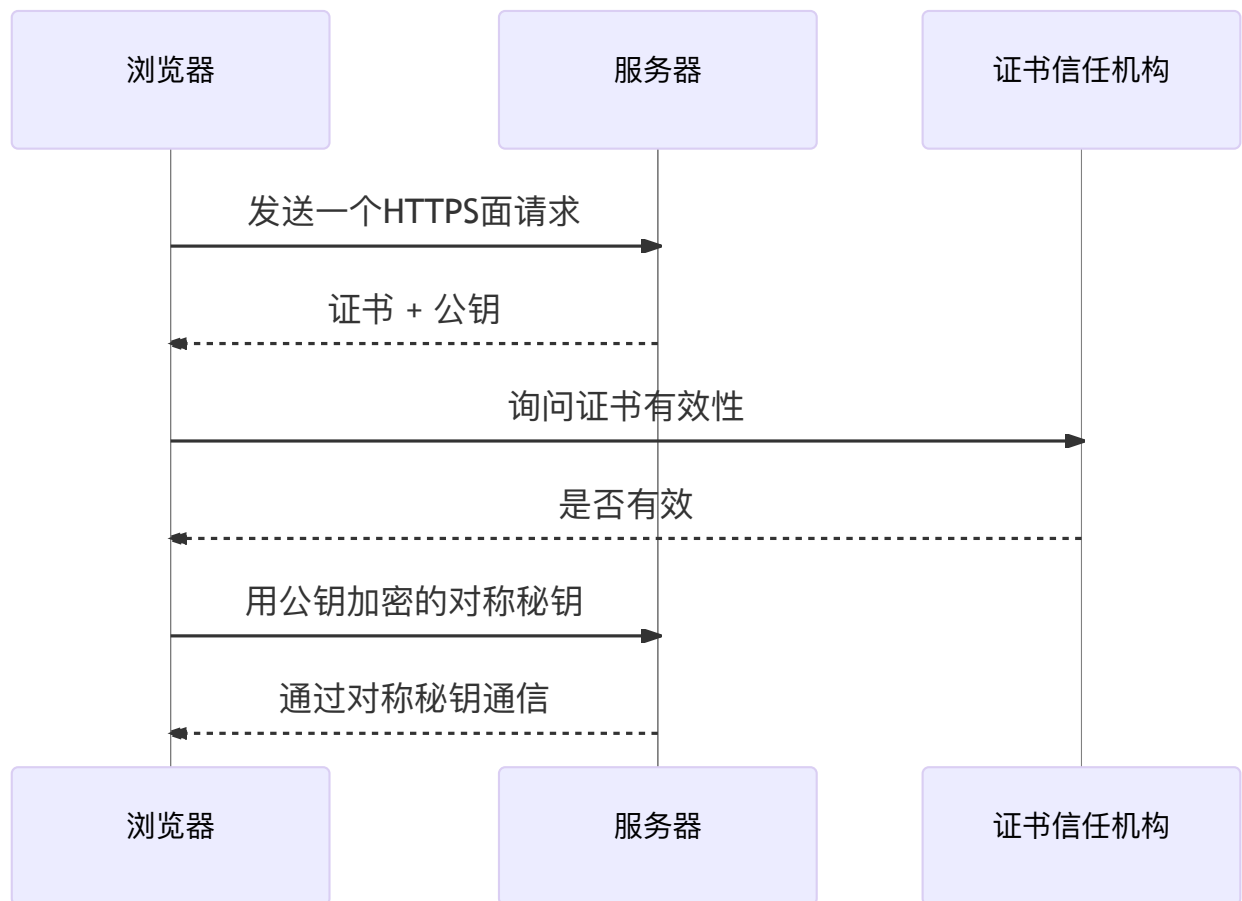 浏览器
服务器
证书信任机构
发送一个HTTPS面请求
证书 + 公钥
询问证书有效性
是否有效
用公钥加密的对称秘钥
通过对称秘钥通信
浏览器
服务器
证书信任机构